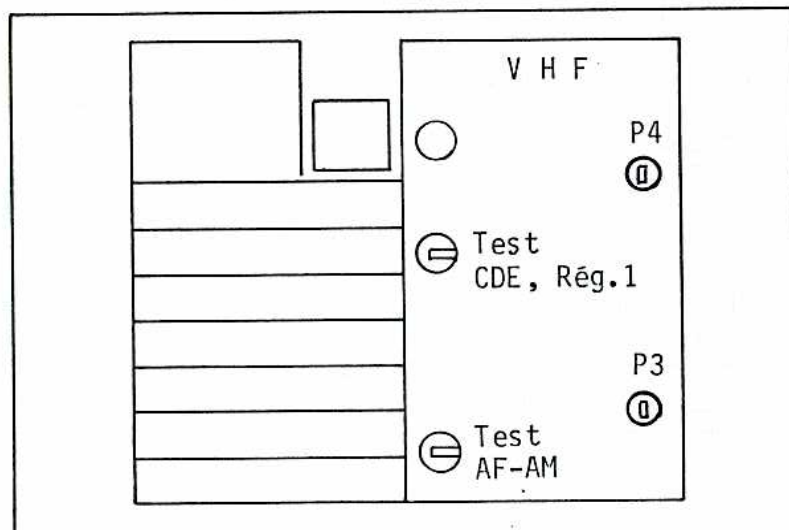 V H F
P4
Test
CDE, Rég.1
P3
Test
AF-AM